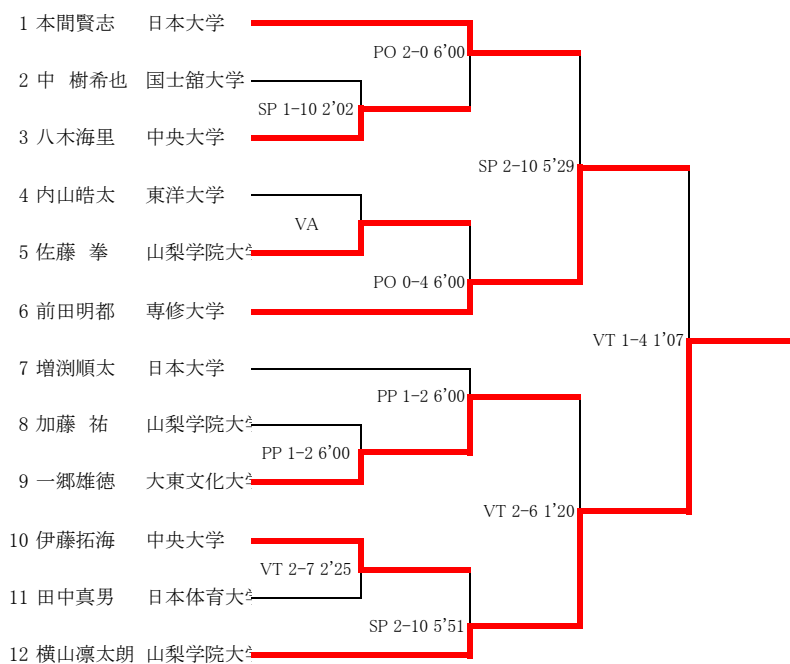 1 本間賢志 日本大学
PO 2-0 6’00
2 中 樹希也 国士舘大学
SP 1-10 2’02
3 八木海里 中央大学
SP 2-10 5’29
4 内山皓太 東洋大学
VA
5 佐藤 拳 山梨学院大学
PO 0-4 6’00
6 前田明都 専修大学
VT 1-4 1’07
7 増渕順太 日本大学
PP 1-2 6’00
8 加藤 祐 山梨学院大学
PP 1-2 6’00
9 一郷雄徳 大東文化大学
VT 2-6 1’20
10 伊藤拓海 中央大学
VT 2-7 2’25
11 田中真男 日本体育大学
SP 2-10 5’51
12 横山凛太朗 山梨学院大学